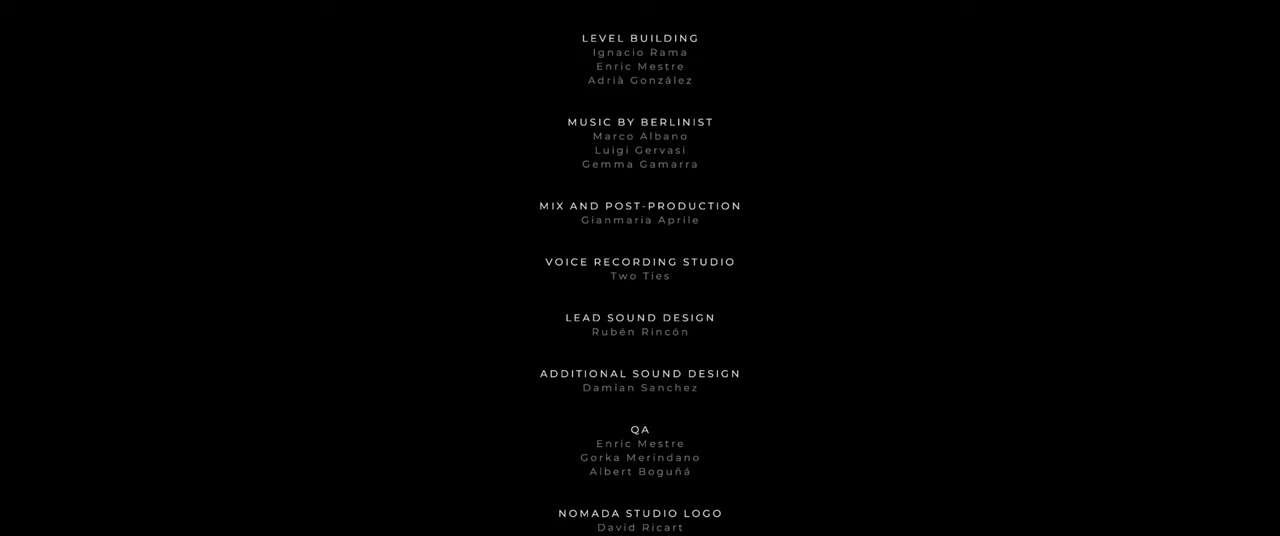 LEVEL BUILDING
Ignacio Rama
Enric Mestre
Adrià González
MUSIC BY BERLINIST
Marco Albano
Luigi Gervasi
Gemma Gamarra
MIX AND POST-PRODUCTION
Gianmaria Aprile
VOICE RECORDING STUDIO
Two Ties
LEAD SOUND DESIGN
Rubén Rincón
ADDITIONAL SOUND DESIGN
Damian Sanchez
QA
Enric Mestre
Gorka Merindano
Albert Boguñá
NOMADA STUDIO LOGO
David Ricart